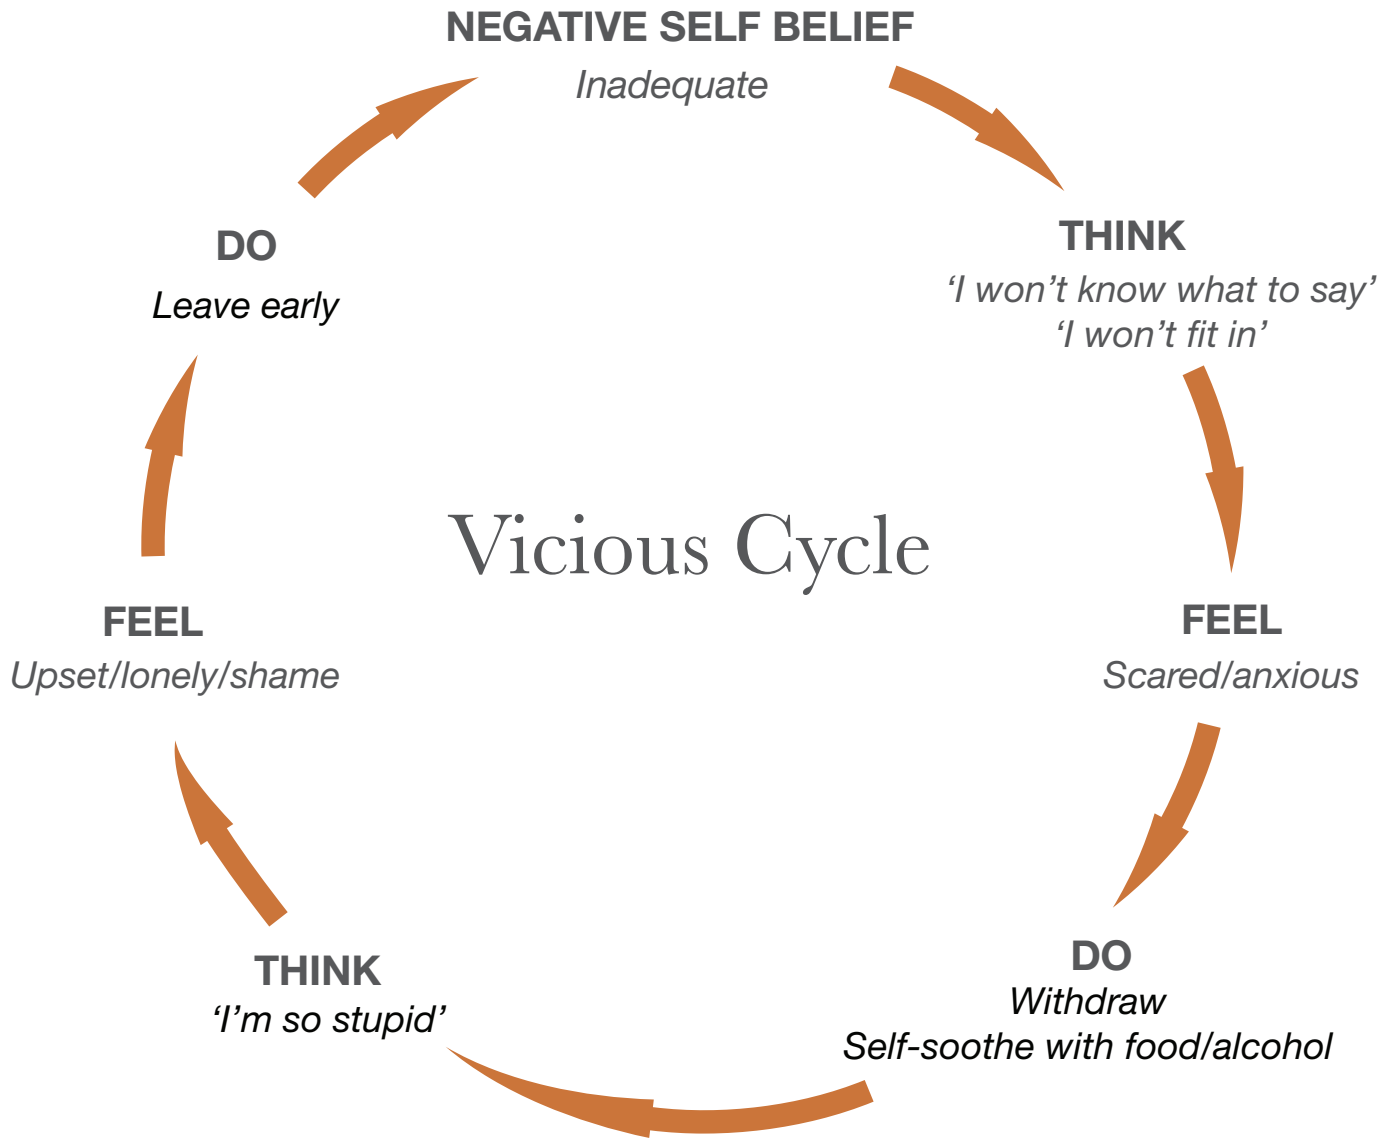 NEGATIVE SELF BELIEF
Inadequate
THINK
‘I won’t know what to say’
‘I won’t fit in’
FEEL
Scared/anxious
DO
Withdraw
Self-soothe with food/alcohol
THINK
‘I’m so stupid’
FEEL
Upset/lonely/shame
DO
Leave early
Vicious Cycle